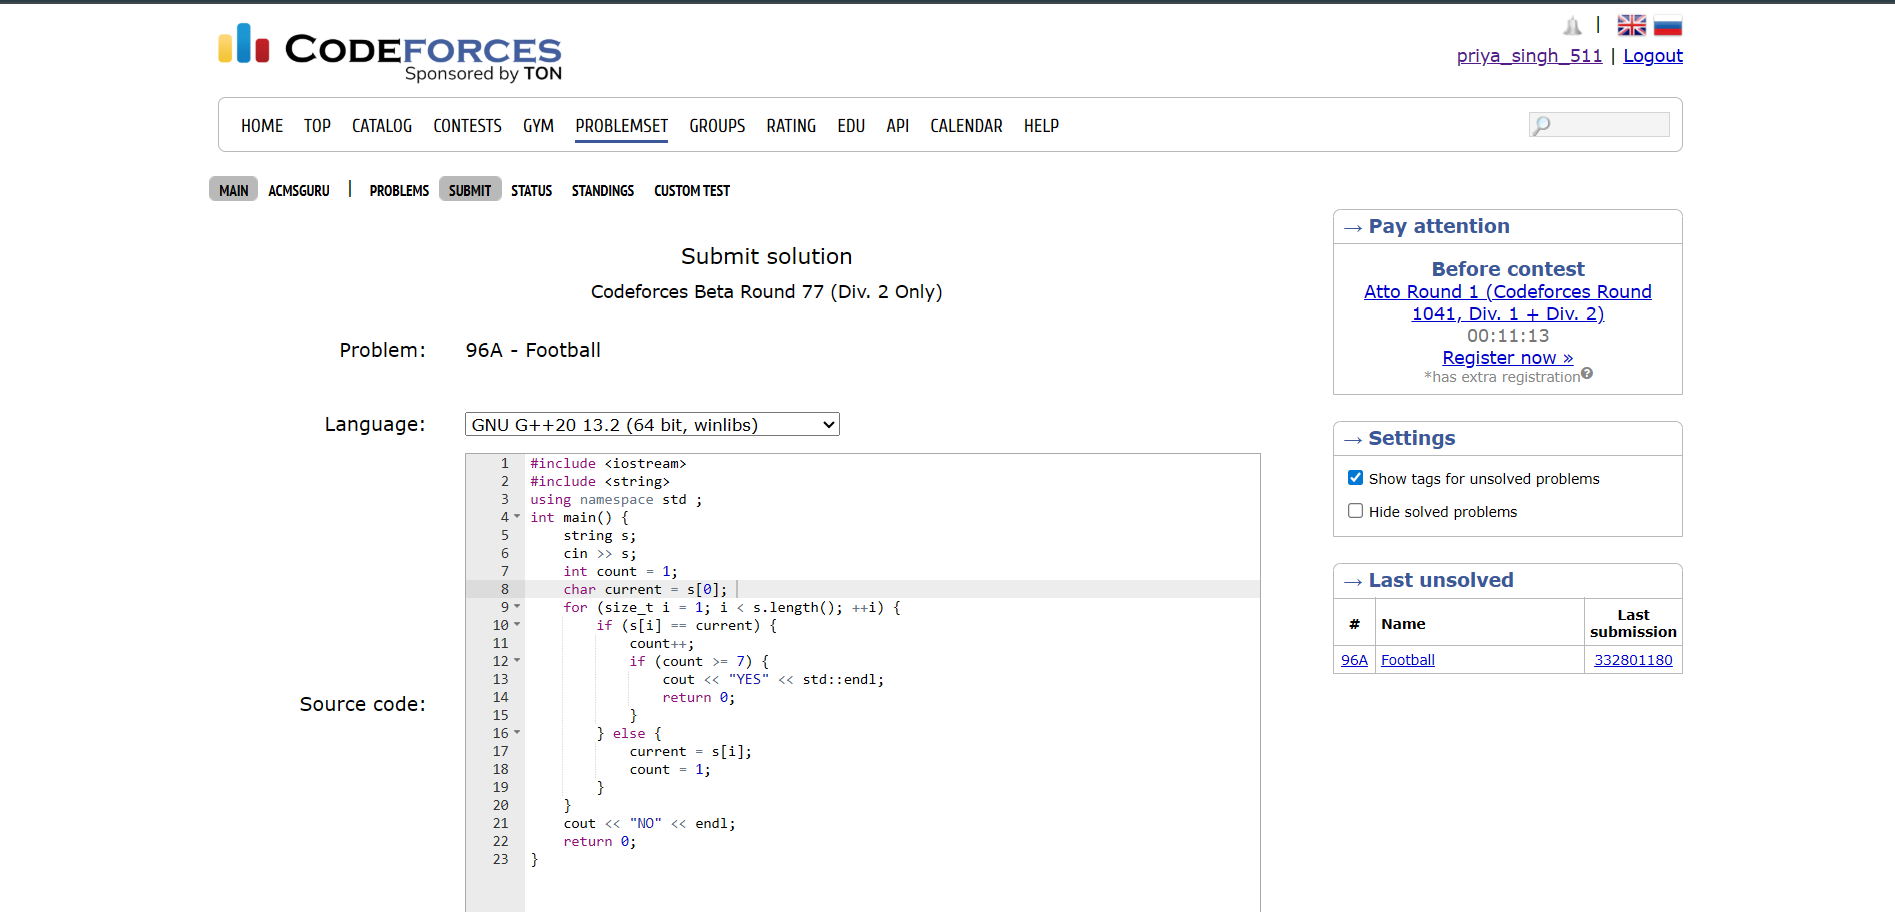 CODEFORCES
Sponsored by TON
|
priya_singh_511 | Logout
HOME TOP CATALOG CONTESTS GYM PROBLEMSET GROUPS RATING EDU API CALENDAR HELP
MAIN ACMSGURU | PROBLEMS SUBMIT STATUS STANDINGS CUSTOM TEST
Submit solution
Codeforces Beta Round 77 (Div. 2 Only)
Problem: 96A - Football
Language: GNU G++20 13.2 (64 bit, winlibs)
Source code:
1 #include <iostream>
2 #include <string>
3 using namespace std ;
4 int main() {
5     string s;
6     cin >> s;
7     int count = 1;
8     char current = s[0];
9     for (size_t i = 1; i < s.length(); ++i) {
10         if (s[i] == current) {
11             count++;
12             if (count >= 7) {
13                 cout << "YES" << std::endl;
14                 return 0;
15             }
16         } else {
17             current = s[i];
18             count = 1;
19         }
20     }
21     cout << "NO" << endl;
22     return 0;
23 }
→ Pay attention
Before contest
Atto Round 1 (Codeforces Round
1041, Div. 1 + Div. 2)
00:11:13
Register now »
*has extra registration?
→ Settings
Show tags for unsolved problems
Hide solved problems
→ Last unsolved
# Name Last
submission
96A Football 332801180